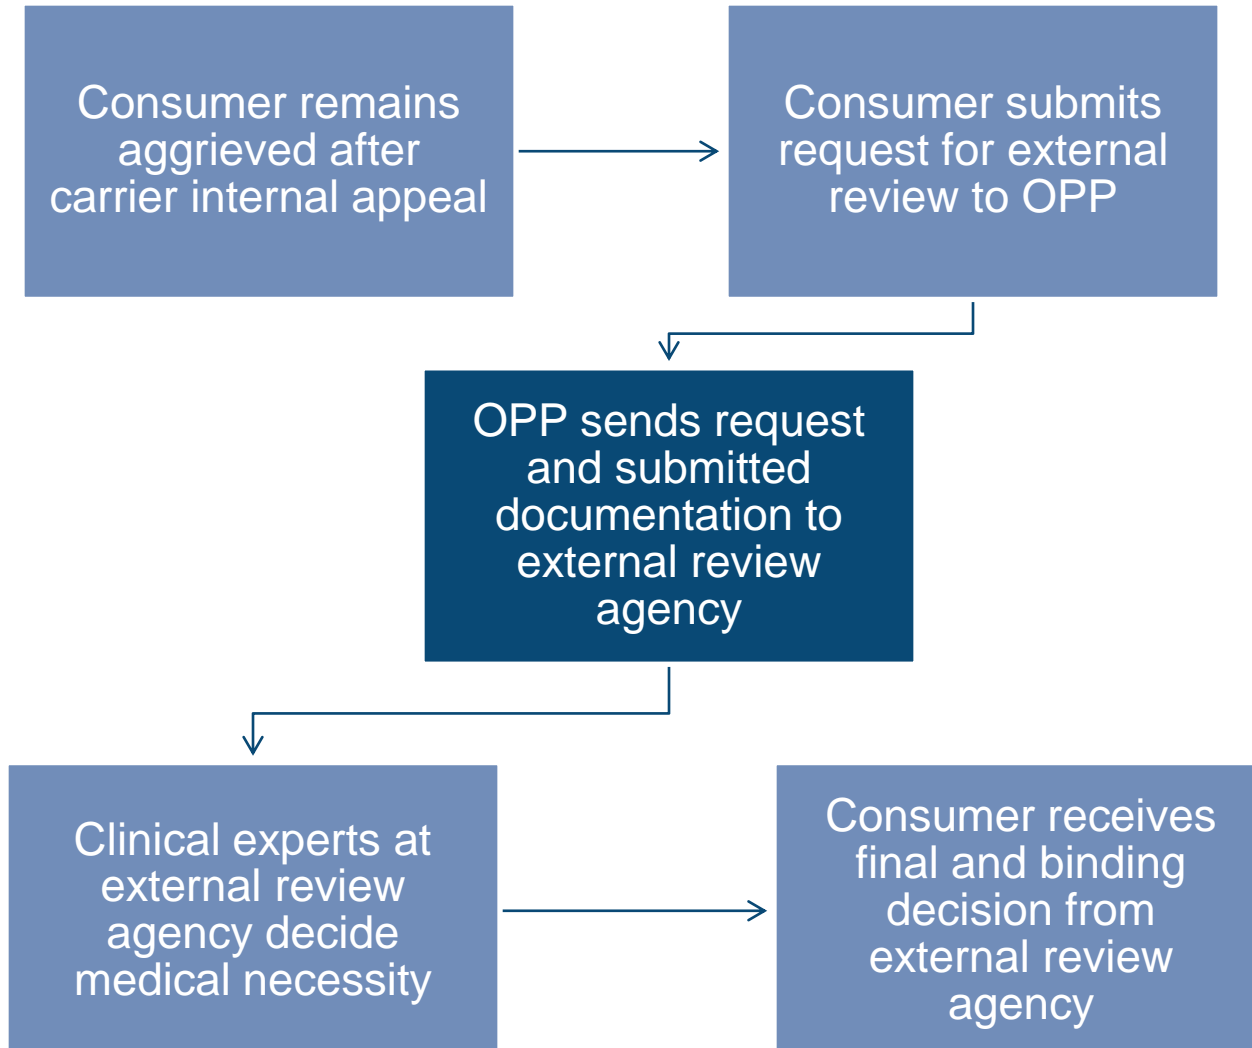 Consumer remains
aggrieved after
carrier internal appeal
Consumer submits
request for external
review to OPP
OPP sends request
and submitted
documentation to
external review
agency
Clinical experts at
external review
agency decide
medical necessity
Consumer receives
final and binding
decision from
external review
agency